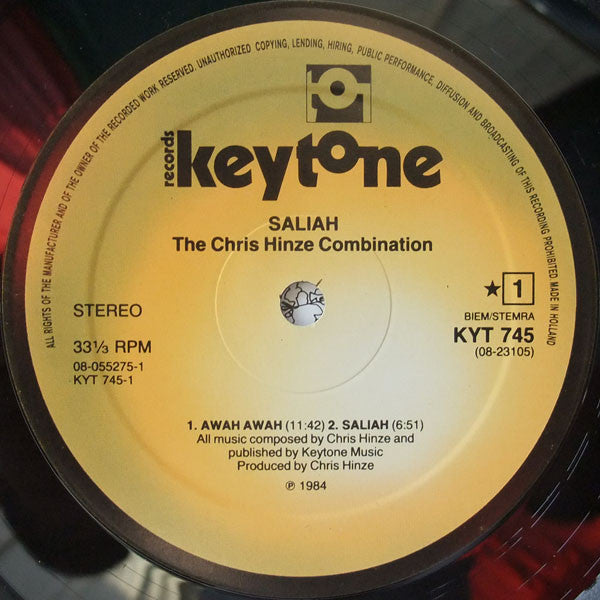 ALL RIGHTS OF THE MANUFACTURER AND OF THE OWNER OF THE RECORDED WORK RESERVED. UNAUTHORIZED COPYING, LENDING, HIRING, PUBLIC PERFORMANCE, DIFFUSION AND BROADCASTING OF THIS RECORDING PROHIBITED. MADE IN HOLLAND
records
keytone
SALIAH
The Chris Hinze Combination
STEREO
★ 1
BIEM/STEMRA
33⅓ RPM
KYT 745
08-055275-1
(08-23105)
KYT 745-1
1. AWAH AWAH (11:42) 2. SALIAH (6:51)
All music composed by Chris Hinze and
published by Keytone Music
Produced by Chris Hinze
℗ 1984